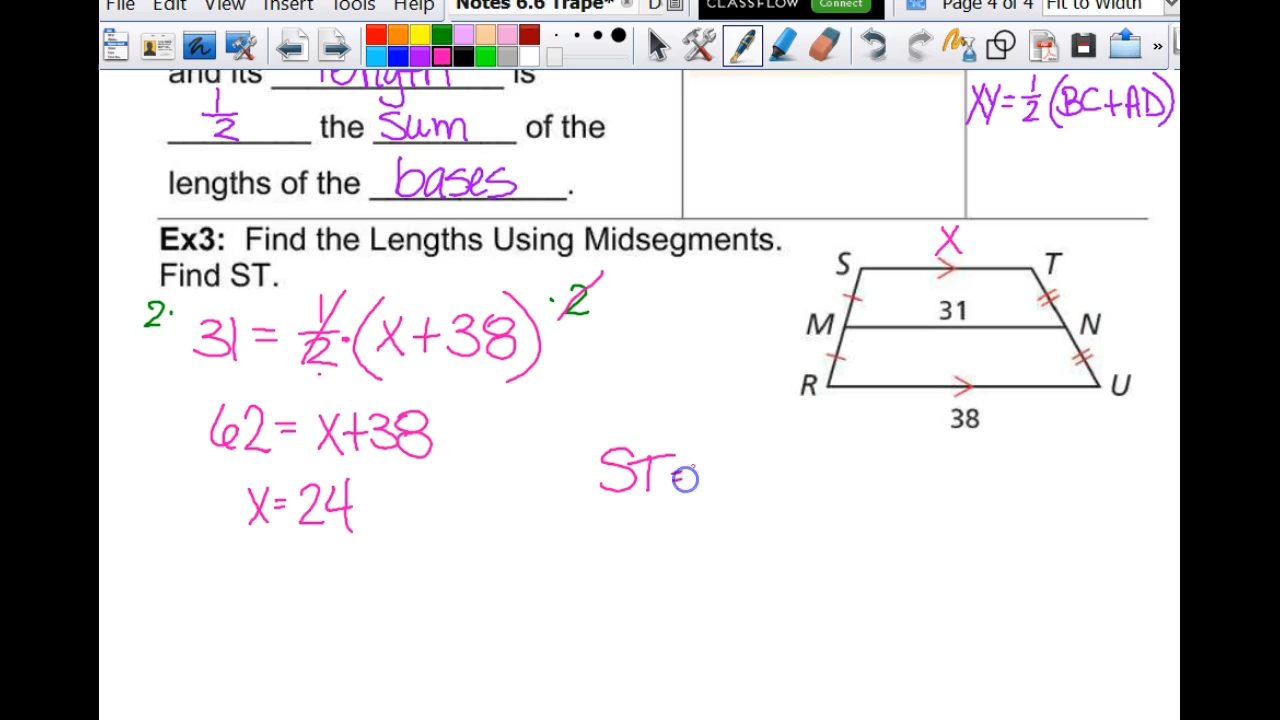 File Edit View Insert Tools Help Notes 6.6 Trape* D CLASSFLOW Connect Page 4 of 4 Fit to Width
and its length is
1/2 the sum of the
lengths of the bases.
XY = 1/2 (BC + AD)
Ex3: Find the Lengths Using Midsegments.
Find ST.
2· 31 = 1/2 · (x + 38) · 2
62 = x + 38
x = 24
ST =
X
S T
31
M N
R U
38